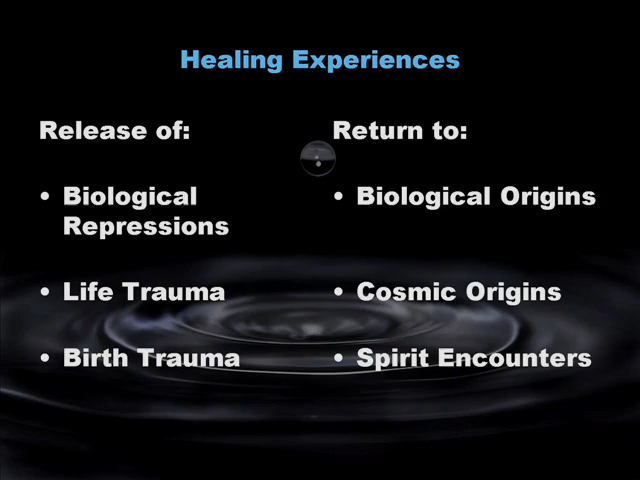 Healing Experiences
Release of:
• Biological
Repressions
• Life Trauma
• Birth Trauma
Return to:
• Biological Origins
• Cosmic Origins
• Spirit Encounters